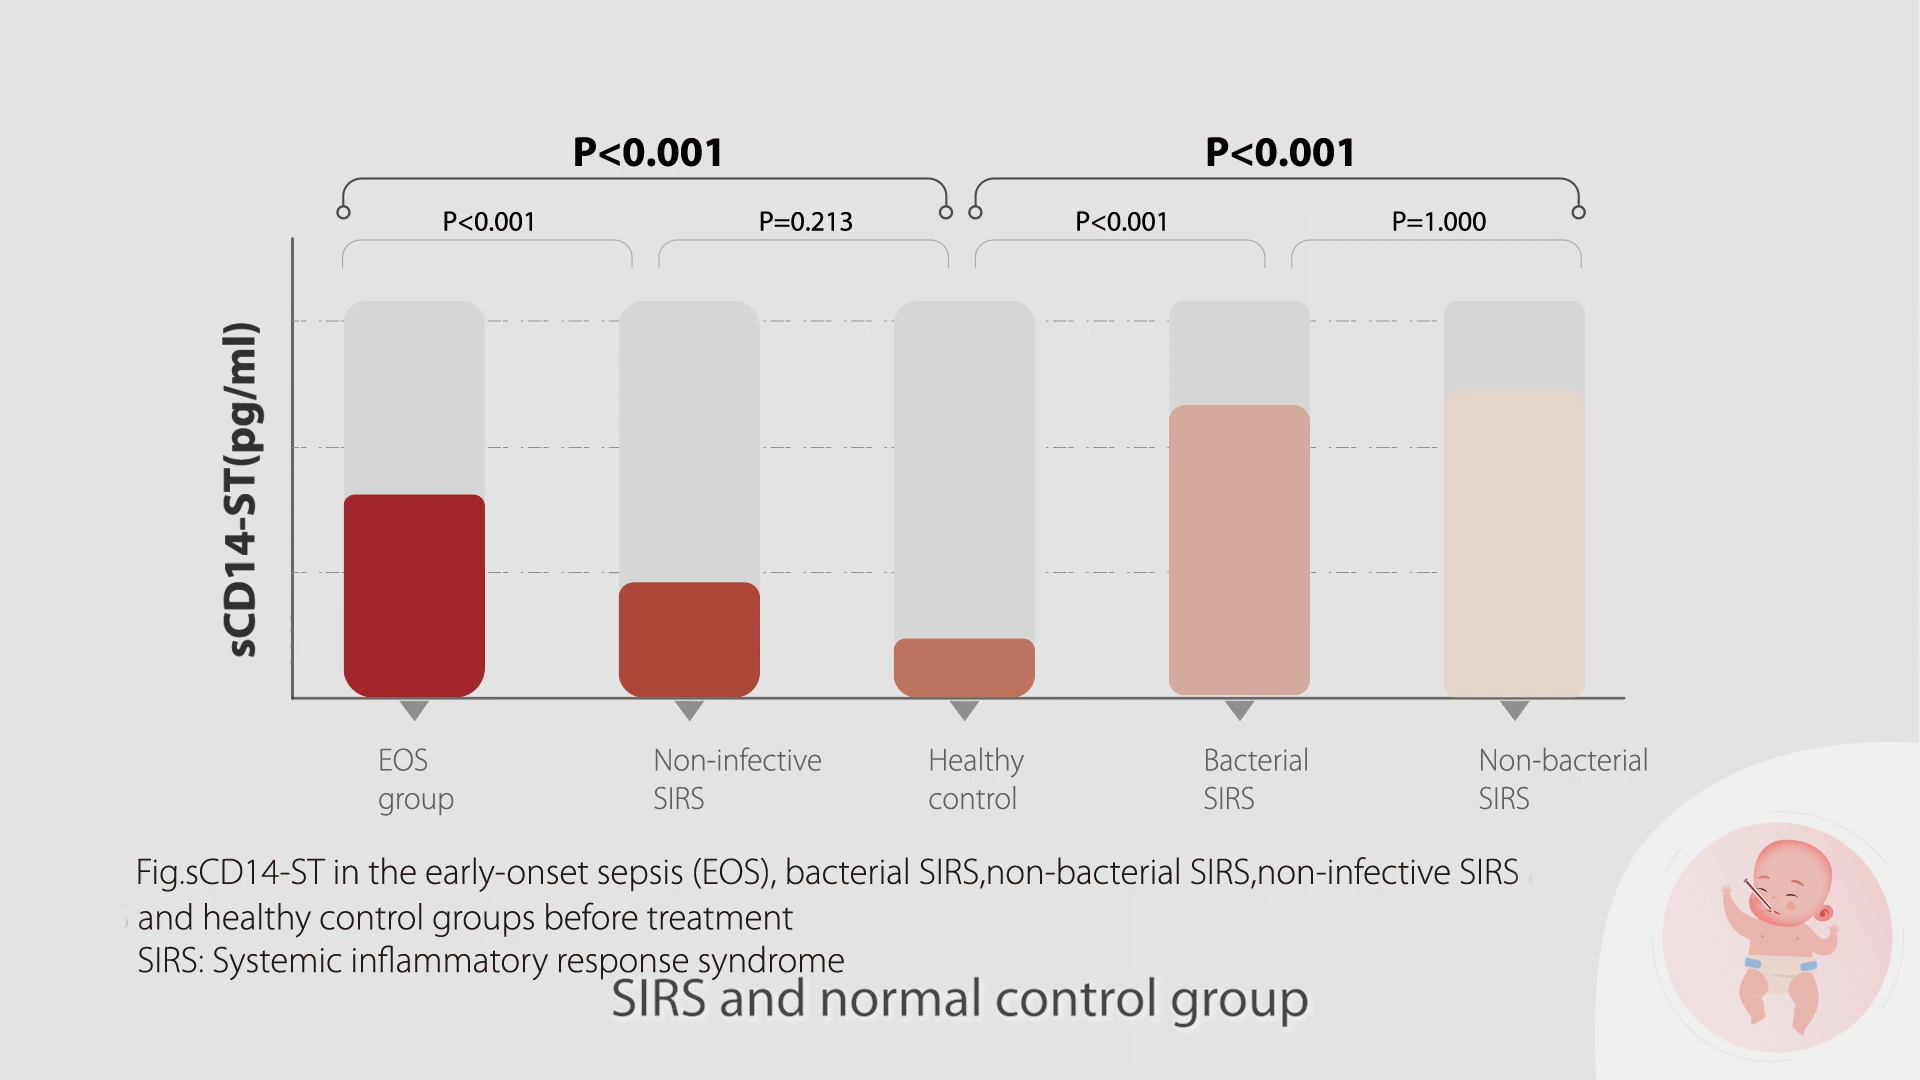 P<0.001
P<0.001
P<0.001
P=0.213
P<0.001
P=1.000
sCD14-ST(pg/ml)
EOS
group
Non-infective
SIRS
Healthy
control
Bacterial
SIRS
Non-bacterial
SIRS
Fig.sCD14-ST in the early-onset sepsis (EOS), bacterial SIRS,non-bacterial SIRS,non-infective SIRS
and healthy control groups before treatment
SIRS: Systemic inflammatory response syndrome
SIRS and normal control group